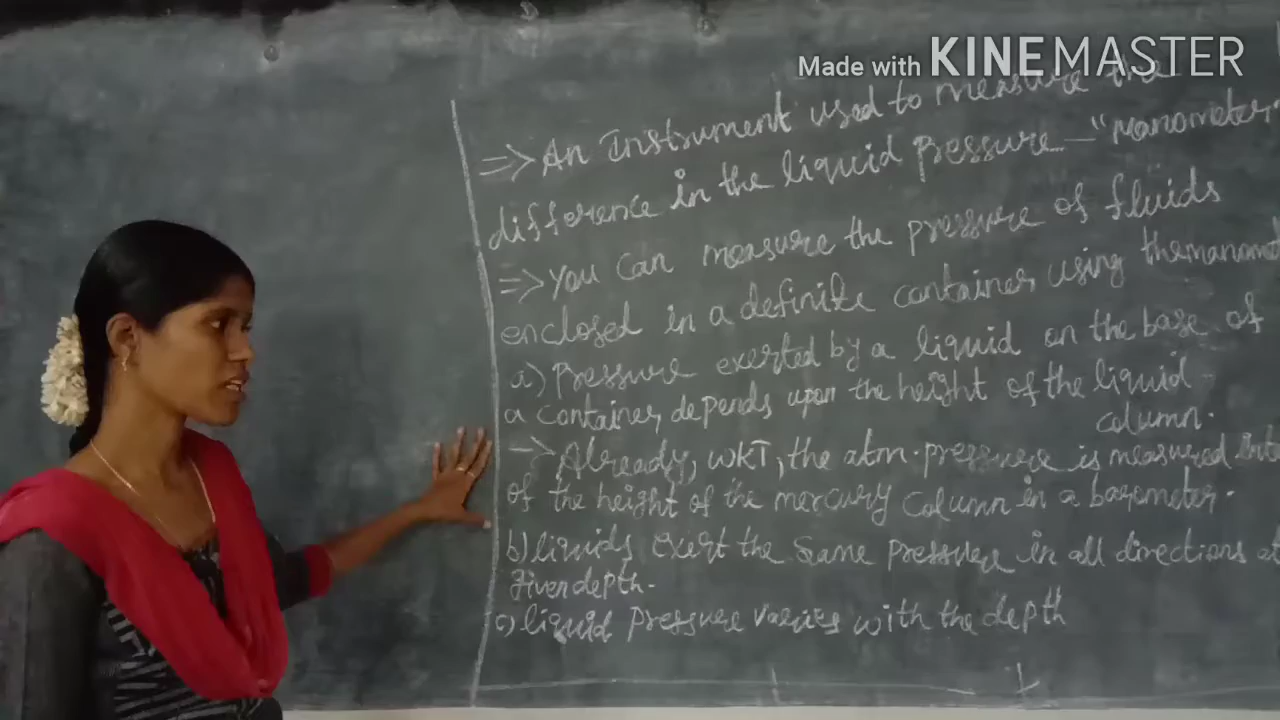 Made with KINEMASTER
=> An Instrument used to measure the
difference in the liquid pressure - "Manometer
=> You can measure the pressure of fluids
enclosed in a definite container using the manomet
a) Pressure exerted by a liquid on the base of
a container, depends upon the height of the liquid
column.
-> Already, WKT, the atm. pressure is measured
of the height of the mercury column in a barometer.
b) liquids exert the same pressure in all directions at
given depth.
c) liquid pressure varies with the depth